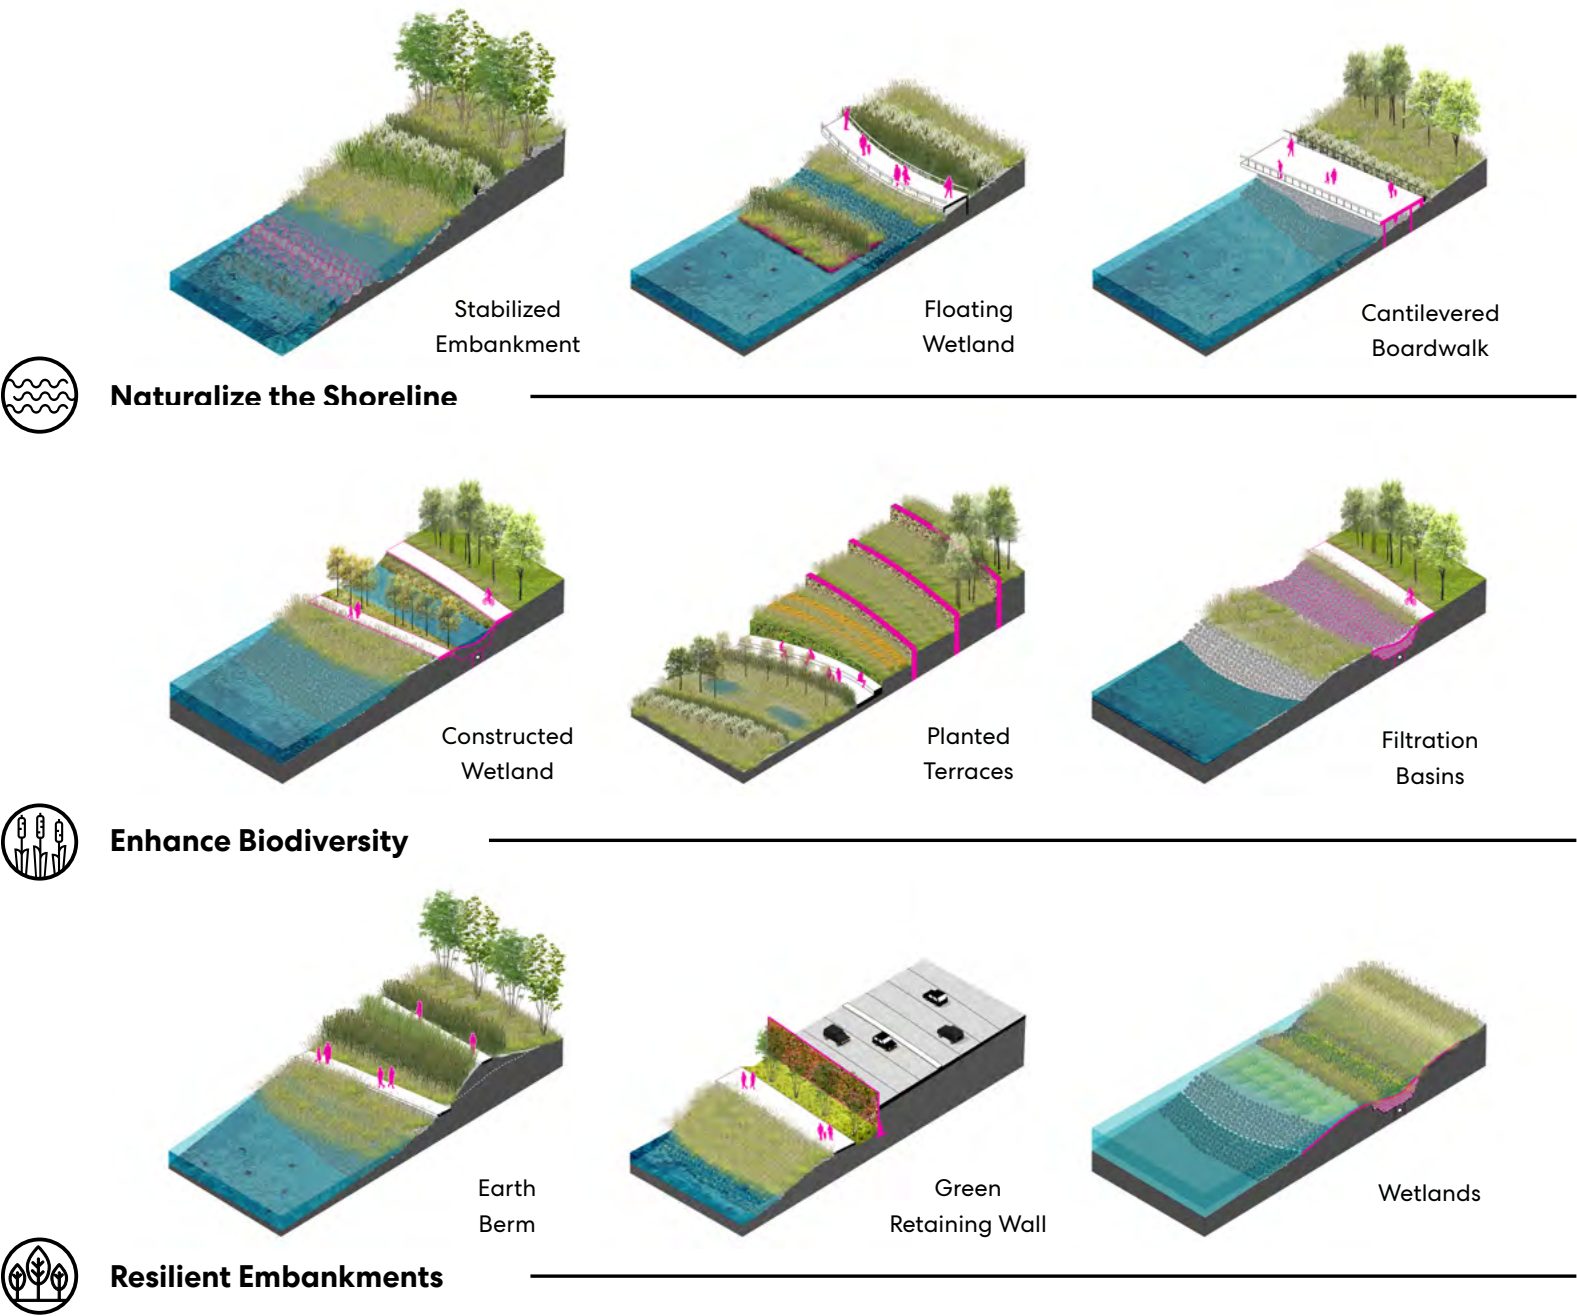 Stabilized
Embankment
Floating
Wetland
Cantilevered
Boardwalk
Naturalize the Shoreline
Constructed
Wetland
Planted
Terraces
Filtration
Basins
Enhance Biodiversity
Earth
Berm
Green
Retaining Wall
Wetlands
Resilient Embankments